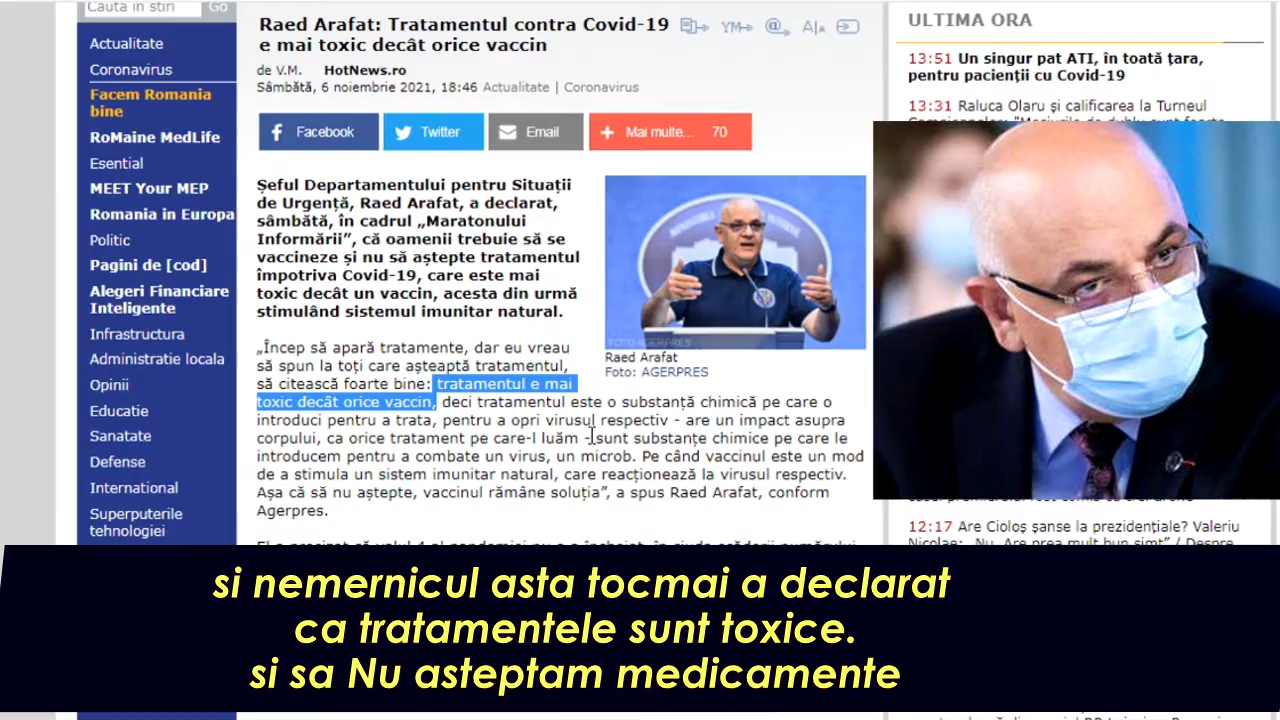 Cauta in stiri
Go
Actualitate
Coronavirus
Facem Romania
bine
RoMaine MedLife
Esential
MEET Your MEP
Romania in Europa
Politic
Pagini de [cod]
Alegeri Financiare
Inteligente
Infrastructura
Administratie locala
Opinii
Educatie
Sanatate
Defense
International
Superputerile
tehnologiei
Raed Arafat: Tratamentul contra Covid-19
e mai toxic decât orice vaccin
YM
@
A|A
de V.M. HotNews.ro
Sâmbătă, 6 noiembrie 2021, 18:46 Actualitate | Coronavirus
Facebook
Twitter
Email
Mai multe... 70
Șeful Departamentului pentru Situații
de Urgență, Raed Arafat, a declarat,
sâmbătă, în cadrul „Maratonului
Informării”, că oamenii trebuie să se
vaccineze și nu să aștepte tratamentul
împotriva Covid-19, care este mai
toxic decât un vaccin, acesta din urmă
stimulând sistemul imunitar natural.
FOTO AGERPRES
Raed Arafat
Foto: AGERPRES
„Încep să apară tratamente, dar eu vreau
să spun la toți care așteaptă tratamentul,
să citească foarte bine: tratamentul e mai
toxic decât orice vaccin, deci tratamentul este o substanță chimică pe care o
introduci pentru a trata, pentru a opri virusul respectiv - are un impact asupra
corpului, ca orice tratament pe care-l luăm - sunt substanțe chimice pe care le
introducem pentru a combate un virus, un microb. Pe când vaccinul este un mod
de a stimula un sistem imunitar natural, care reacționează la virusul respectiv.
Așa că să nu aștepte, vaccinul rămâne soluția”, a spus Raed Arafat, conform
Agerpres.
ULTIMA ORA
13:51 Un singur pat ATI, în toată țara,
pentru pacienții cu Covid-19
13:31 Raluca Olaru și calificarea la Turneul
12:17 Are Cioloș șanse la prezidențiale? Valeriu
si nemernicul asta tocmai a declarat
ca tratamentele sunt toxice.
si sa Nu asteptam medicamente